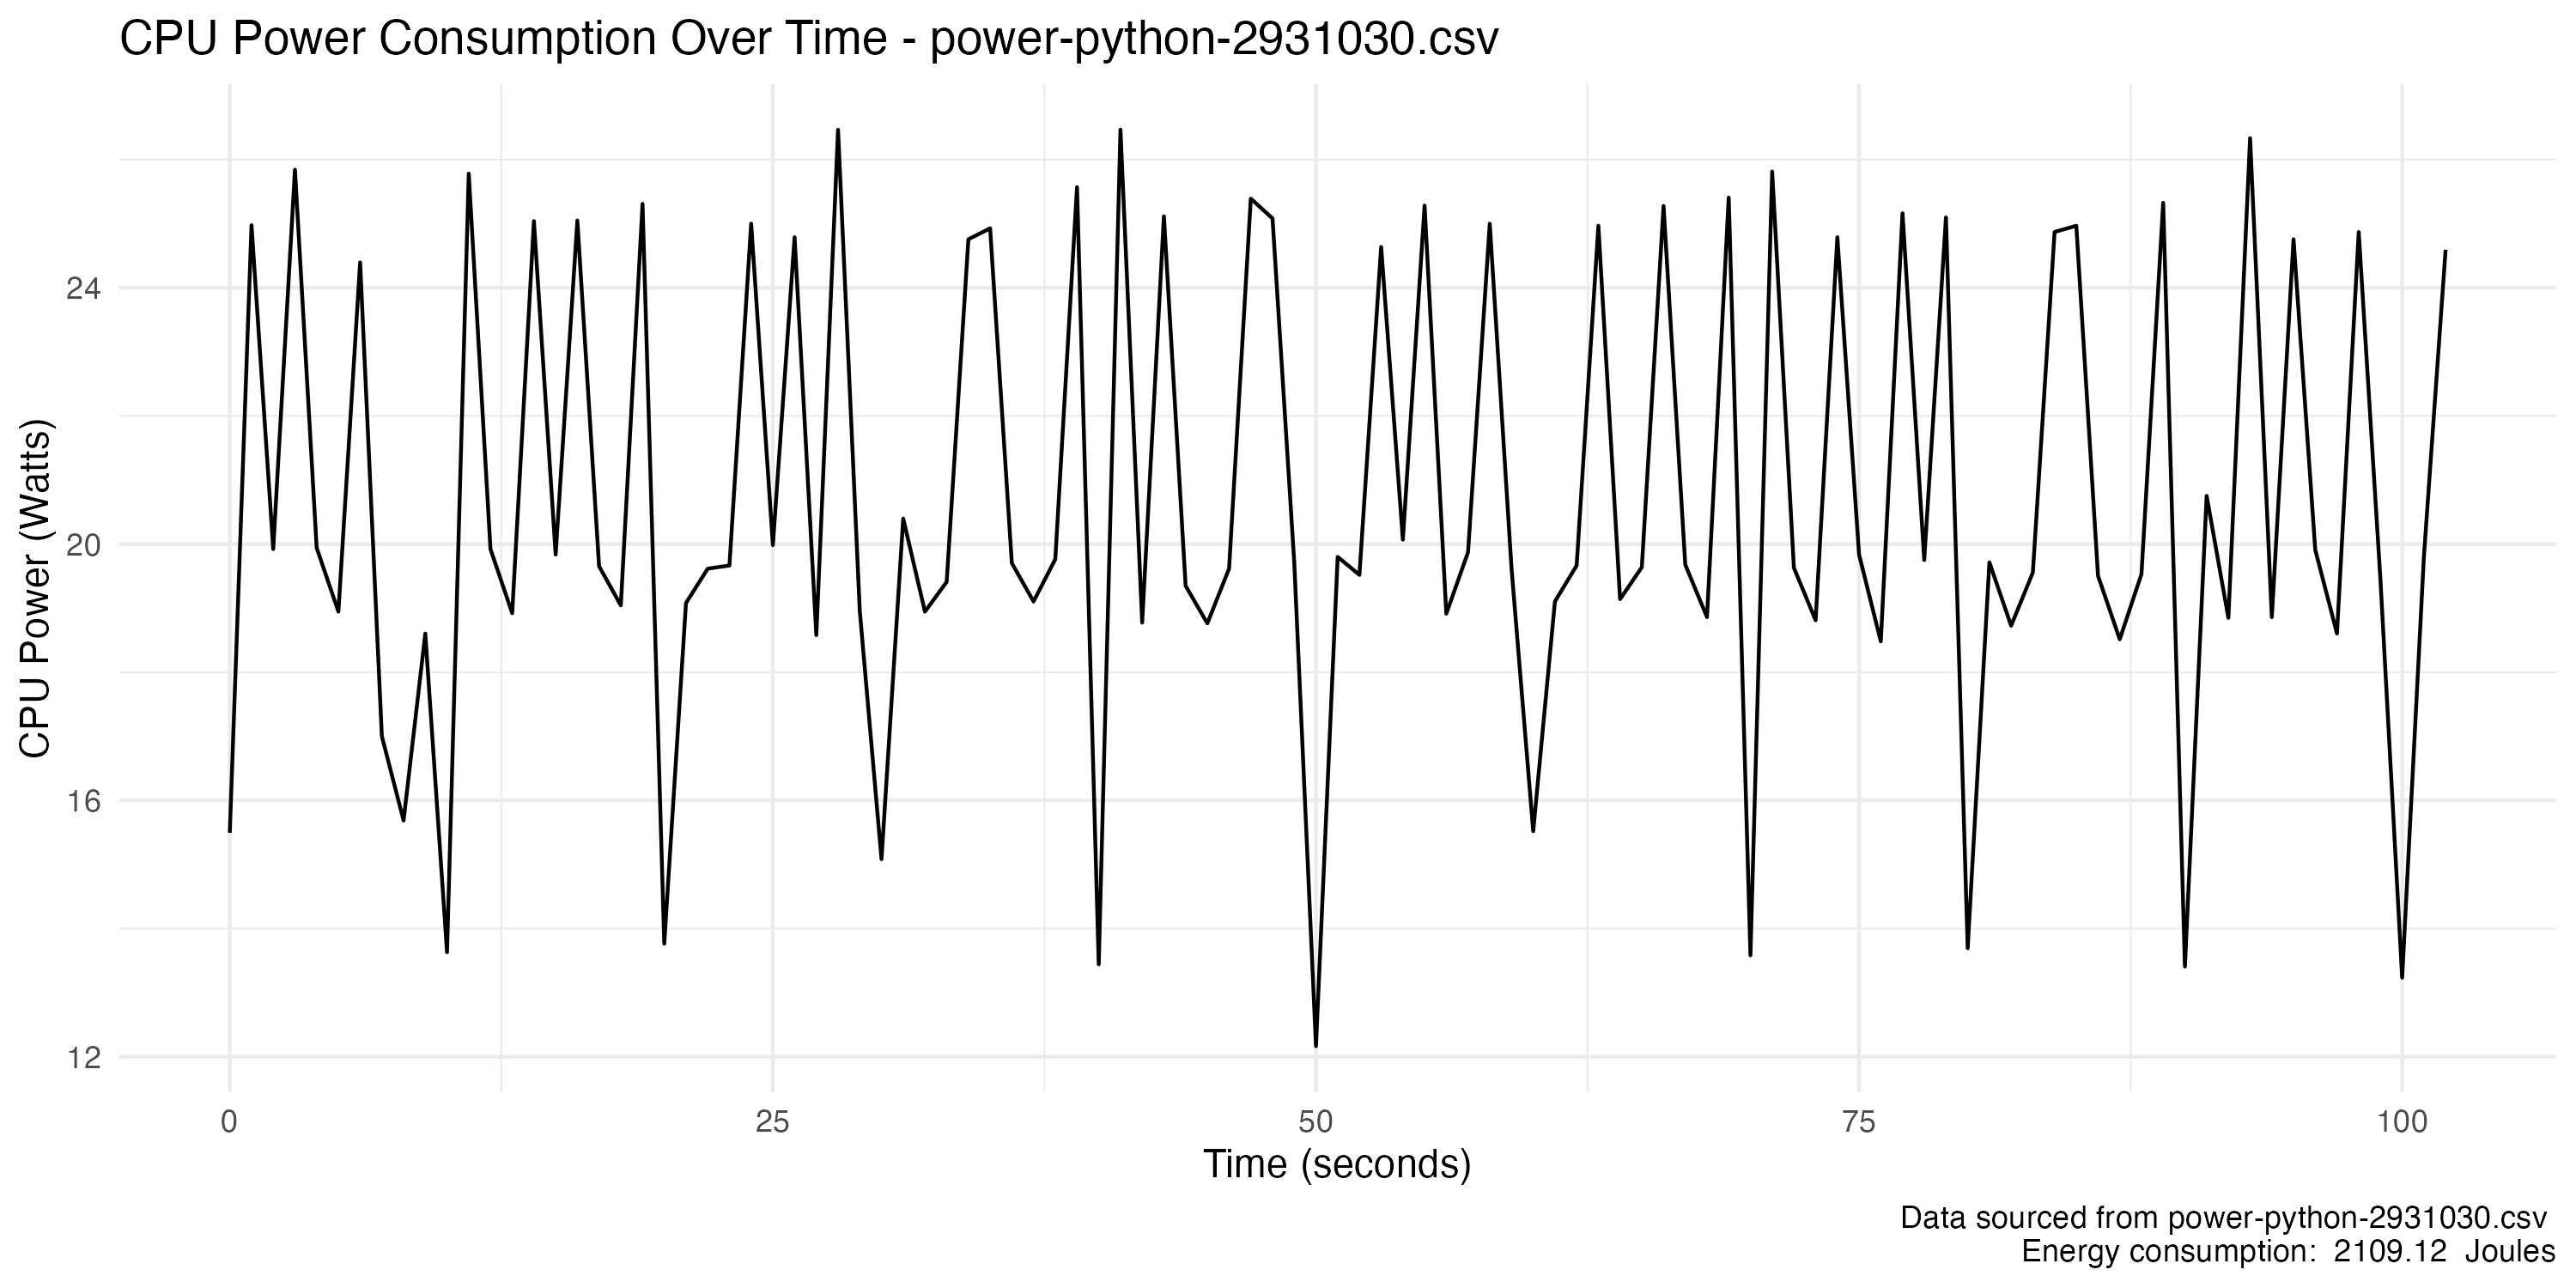 CPU Power Consumption Over Time - power-python-2931030.csv
CPU Power (Watts)
24
20
16
12
0 25 50 75 100
Time (seconds)
Data sourced from power-python-2931030.csv
Energy consumption: 2109.12 Joules